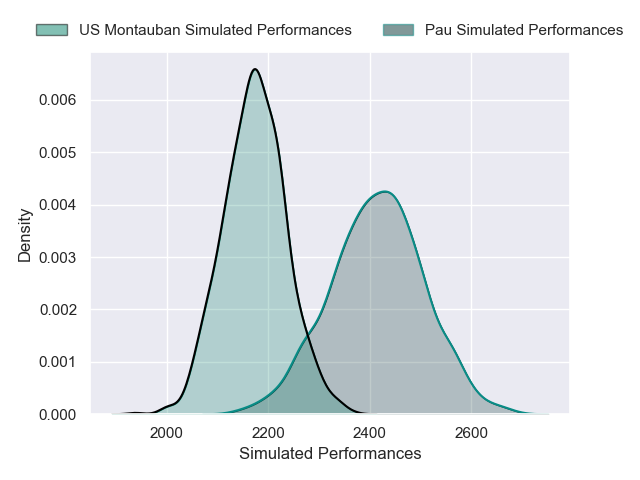 US Montauban Simulated Performances Pau Simulated Performances
0.006
0.005
0.004
0.003
0.002
0.001
0.000
Density
2000 2200 2400 2600
Simulated Performances